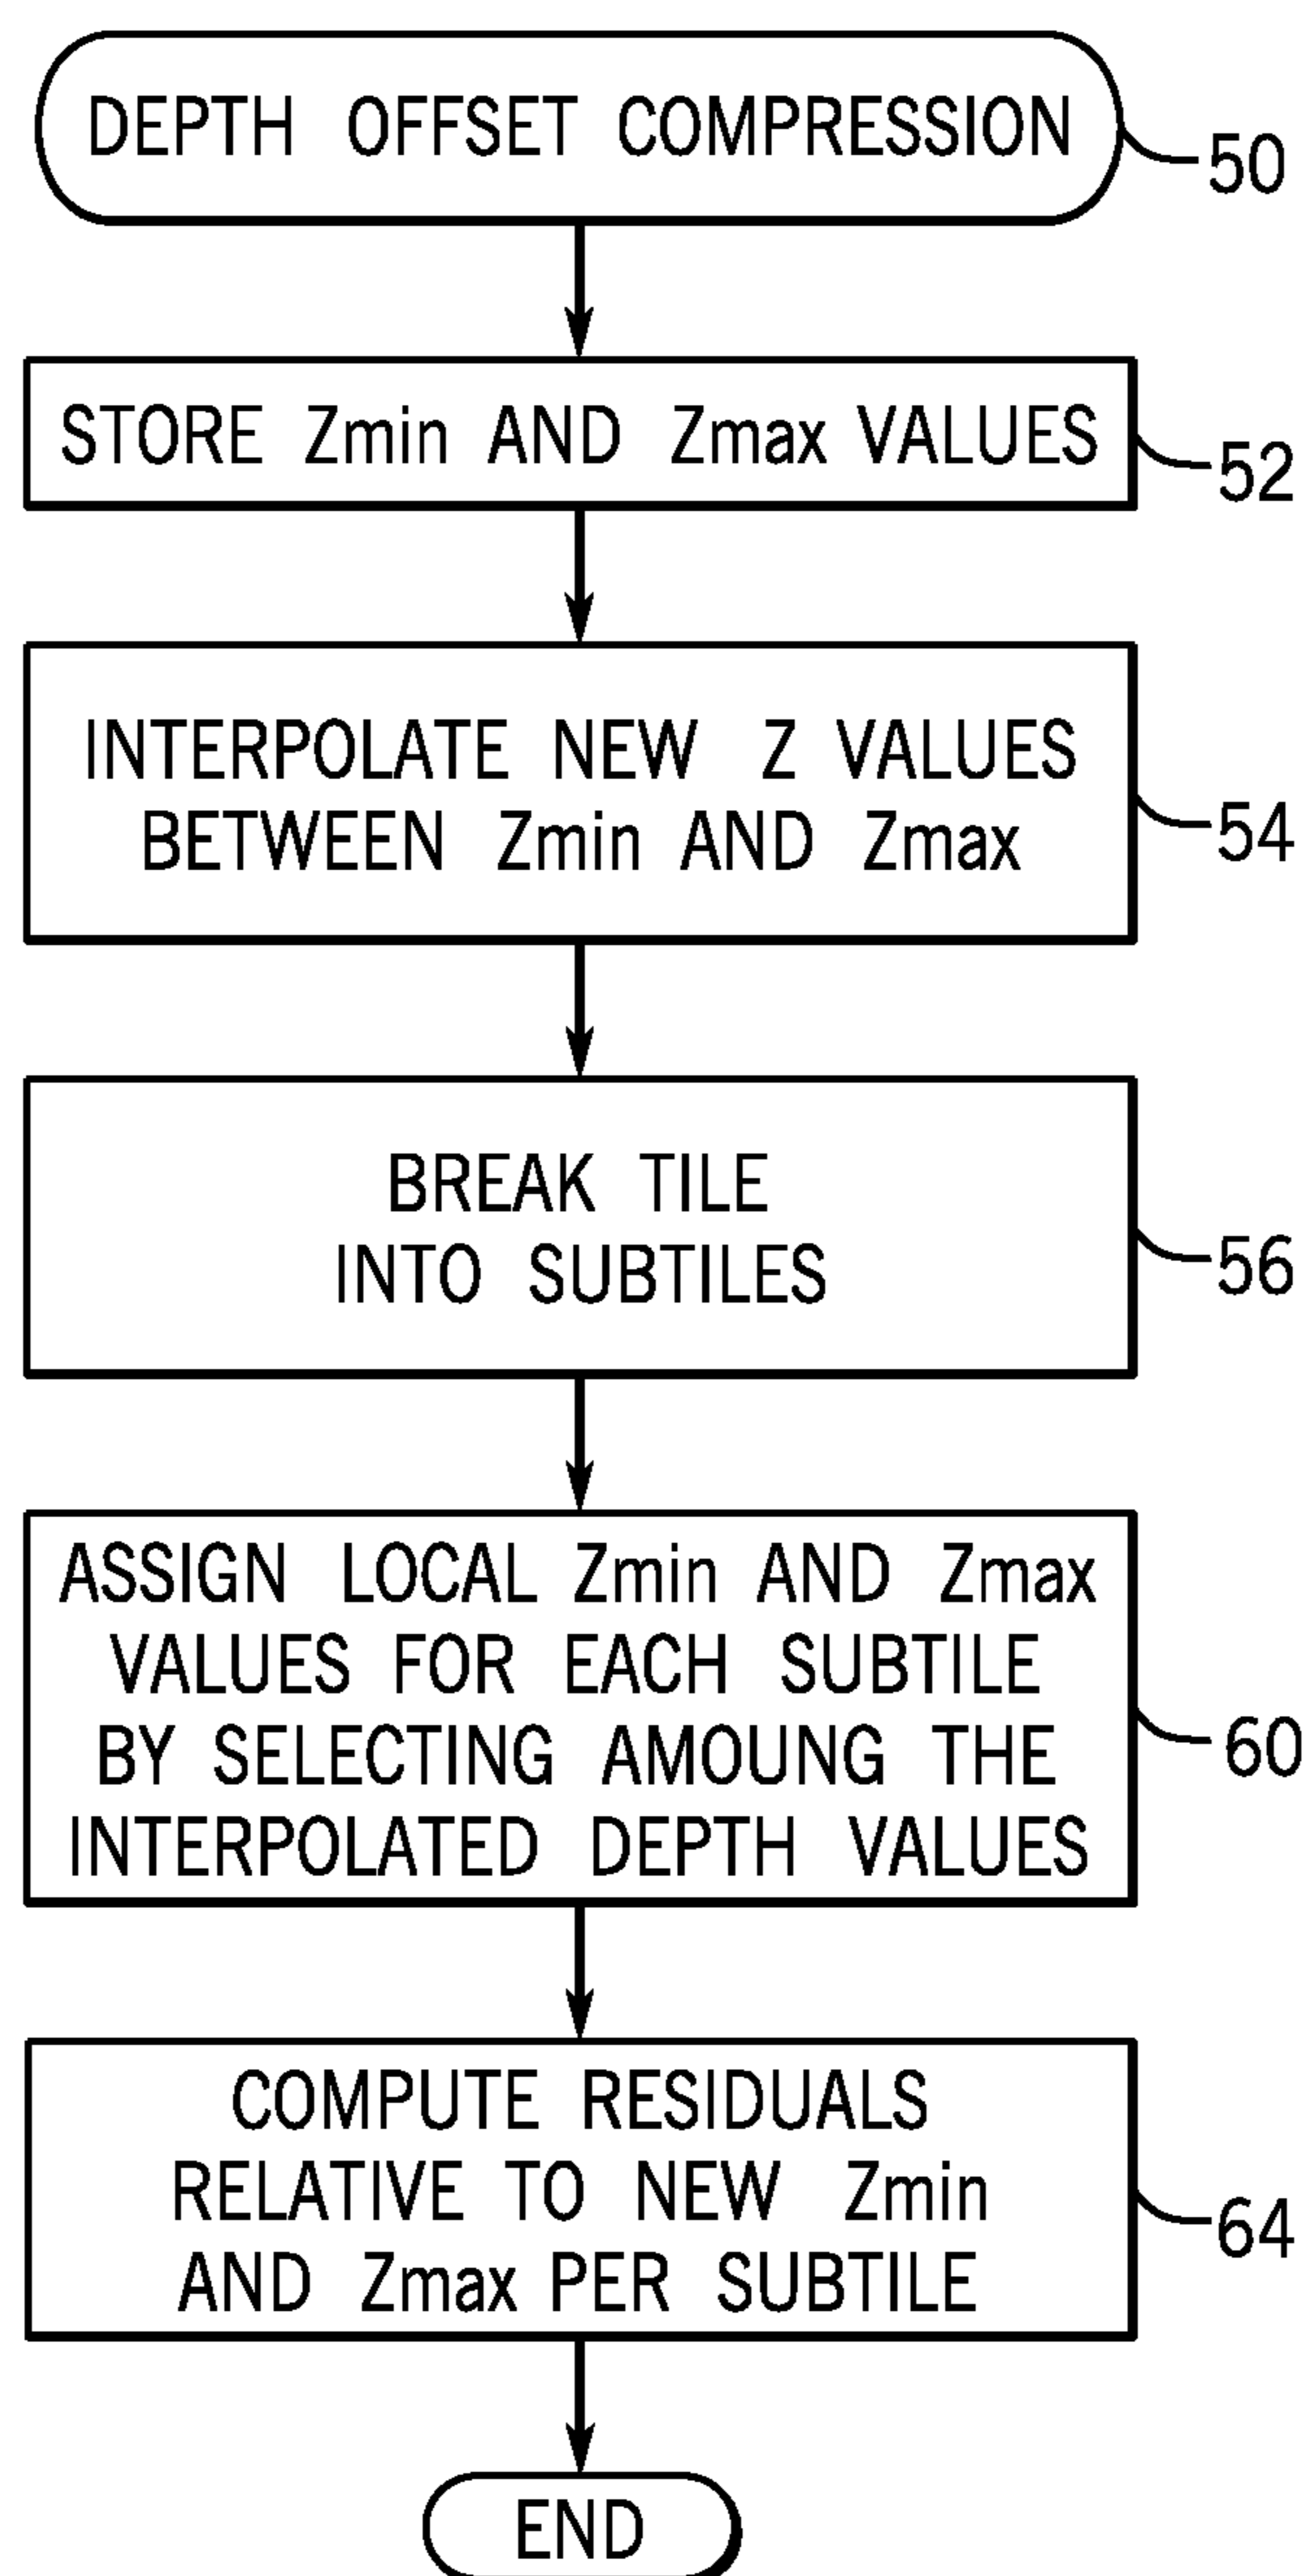 DEPTH OFFSET COMPRESSION
50
STORE Zmin AND Zmax VALUES
52
INTERPOLATE NEW Z VALUES
BETWEEN Zmin AND Zmax
54
BREAK TILE
INTO SUBTILES
56
ASSIGN LOCAL Zmin AND Zmax
VALUES FOR EACH SUBTILE
BY SELECTING AMOUNG THE
INTERPOLATED DEPTH VALUES
60
COMPUTE RESIDUALS
RELATIVE TO NEW Zmin
AND Zmax PER SUBTILE
64
END